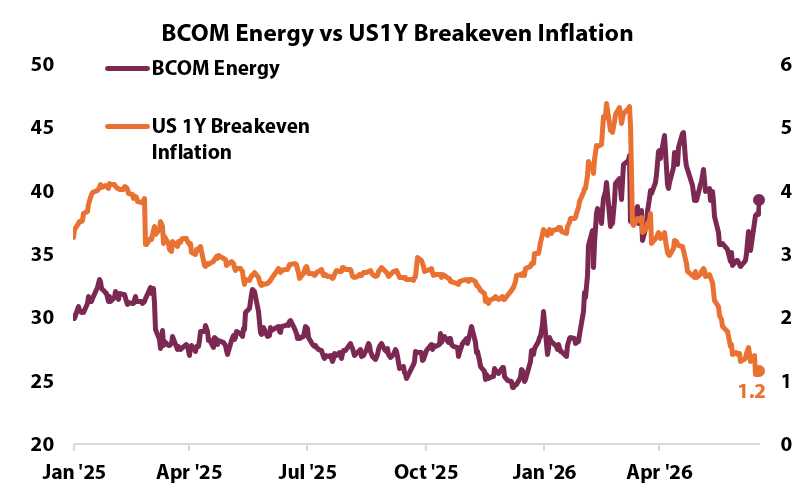 BCOM Energy vs US1Y Breakeven Inflation
BCOM Energy
US 1Y Breakeven
Inflation
50
45
40
35
30
25
20
6
5
4
3
2
1
0
1.2
Jan '25
Apr '25
Jul '25
Oct '25
Jan '26
Apr '26